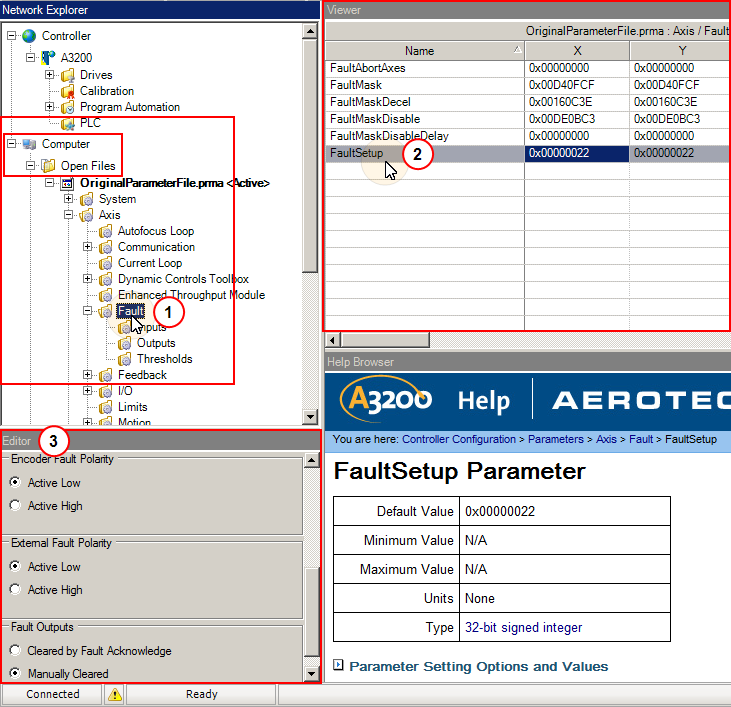 Network Explorer
Controller
A3200
Drives
Calibration
Program Automation
PLC
Computer
Open Files
OriginalParameterFile.prma <Active>
System
Axis
Autofocus Loop
Communication
Current Loop
Dynamic Controls Toolbox
Enhanced Throughput Module
Fault
1
Inputs
Outputs
Thresholds
Feedback
I/O
Limits
Motion
Viewer
OriginalParameterFile.prma : Axis / Fault
Name X Y
FaultAbortAxes 0x00000000 0x00000000
FaultMask 0x00D40FCF 0x00D40FCF
FaultMaskDecel 0x00160C3E 0x00160C3E
FaultMaskDisable 0x00DE0BC3 0x00DE0BC3
FaultMaskDisableDelay 0x00000000 0x00000000
FaultSetup 2 0x00000022 0x00000022
Editor 3
Encoder Fault Polarity
Active Low
Active High
External Fault Polarity
Active Low
Active High
Fault Outputs
Cleared by Fault Acknowledge
Manually Cleared
Help Browser
A3200 Help AEROTEC
You are here: Controller Configuration > Parameters > Axis > Fault > FaultSetup
FaultSetup Parameter
Default Value 0x00000022
Minimum Value N/A
Maximum Value N/A
Units None
Type 32-bit signed integer
Parameter Setting Options and Values
Connected Ready